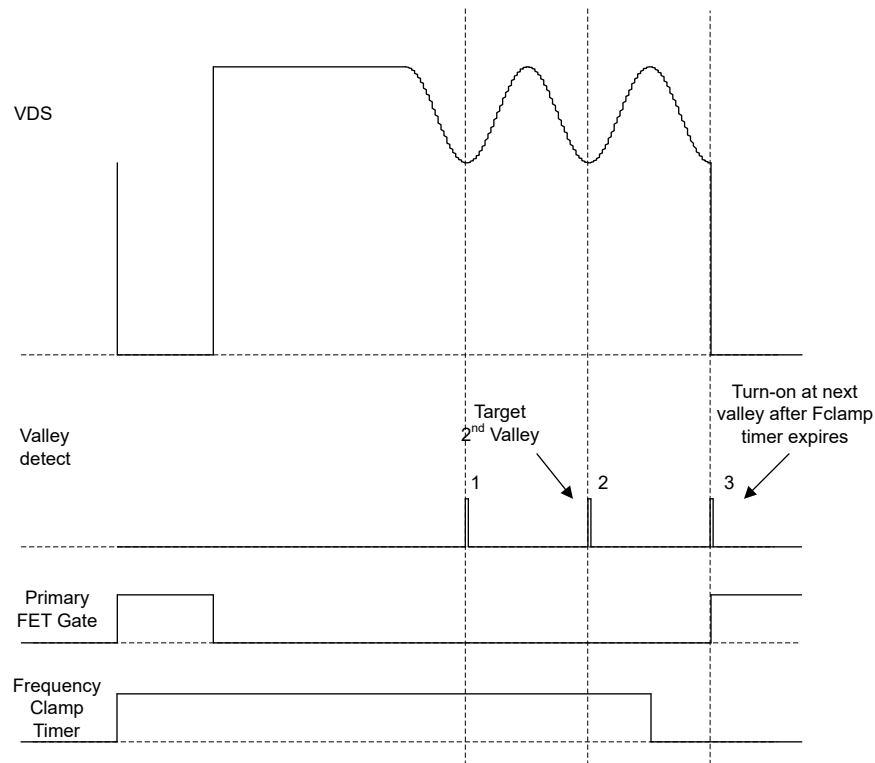 VDS
Valley
detect
Target
2nd Valley
Turn-on at next
valley after Fclamp
timer expires
1
2
3
Primary
FET Gate
Frequency
Clamp
Timer